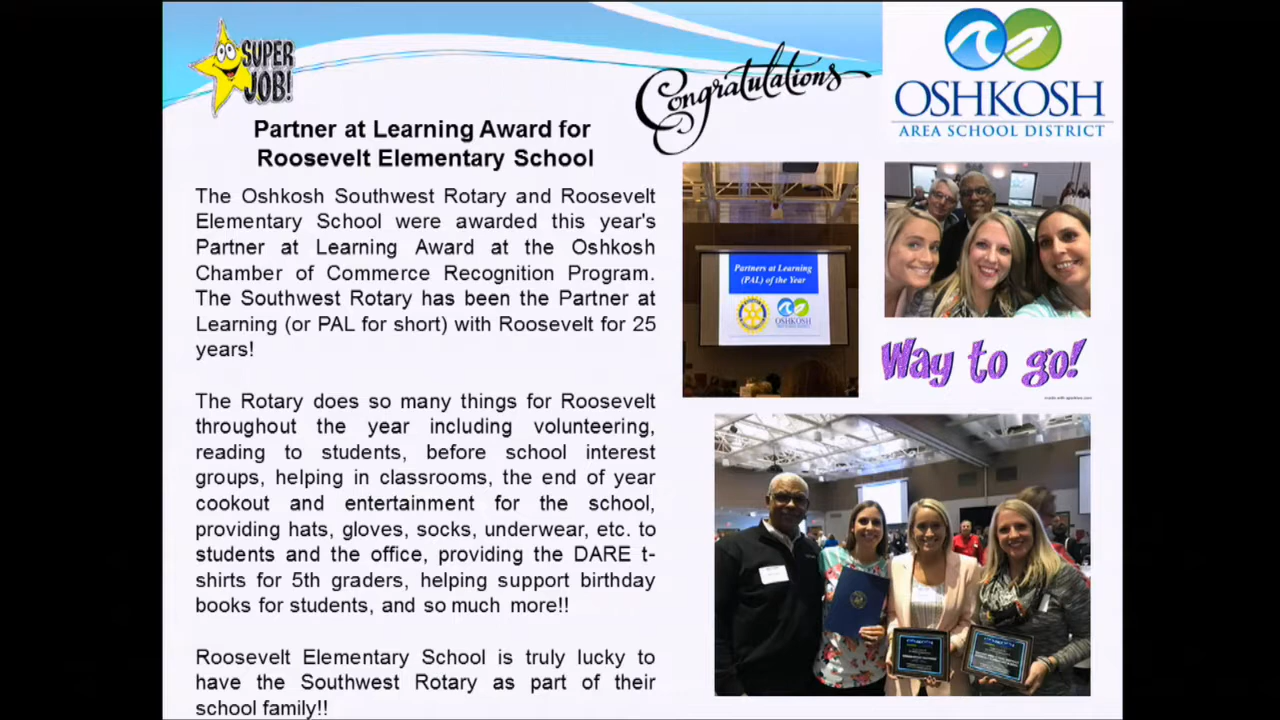 SUPER
JOB!
Congratulations
OSHKOSH
AREA SCHOOL DISTRICT
Partner at Learning Award for
Roosevelt Elementary School
The Oshkosh Southwest Rotary and Roosevelt
Elementary School were awarded this year's
Partner at Learning Award at the Oshkosh
Chamber of Commerce Recognition Program.
The Southwest Rotary has been the Partner at
Learning (or PAL for short) with Roosevelt for 25
years!
The Rotary does so many things for Roosevelt
throughout the year including volunteering,
reading to students, before school interest
groups, helping in classrooms, the end of year
cookout and entertainment for the school,
providing hats, gloves, socks, underwear, etc. to
students and the office, providing the DARE t-
shirts for 5th graders, helping support birthday
books for students, and so much more!!
Roosevelt Elementary School is truly lucky to
have the Southwest Rotary as part of their
school family!!
Partners at Learning
(PAL) of the Year
OSHKOSH
Way to go!